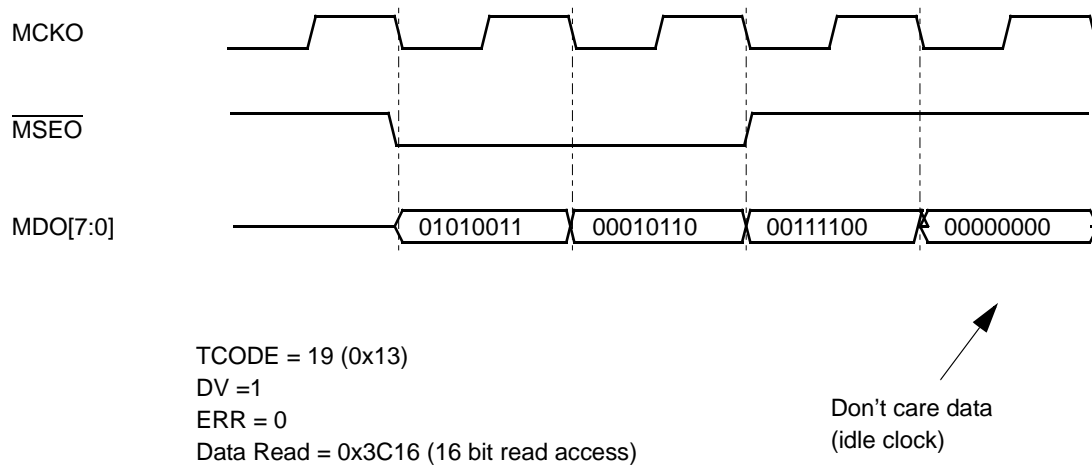 MCKO
MSEO
MDO[7:0] 01010011 00010110 00111100 00000000
TCODE = 19 (0x13)
DV =1
ERR = 0
Data Read = 0x3C16 (16 bit read access)
Don't care data
(idle clock)